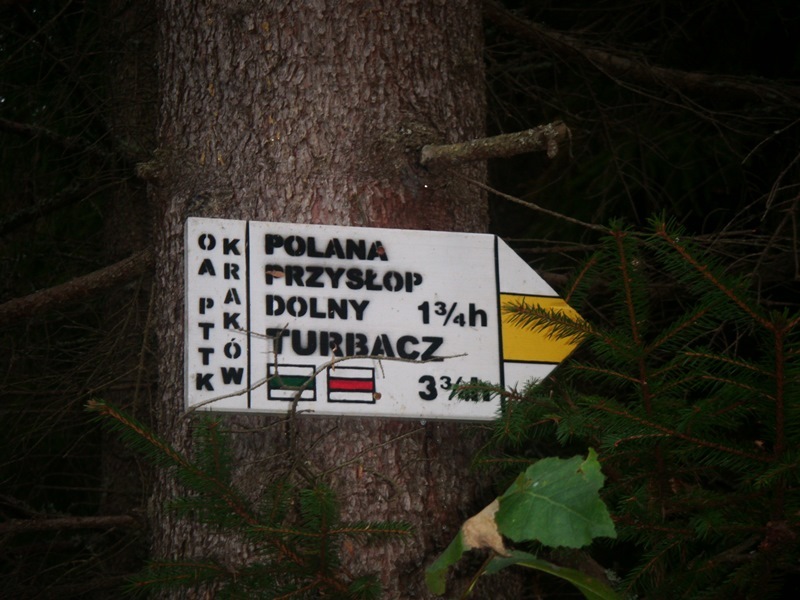 OA PTTK
KRAKÓW
POLANA
PRZYSŁOP
DOLNY 1¾h
TURBACZ
3¾h